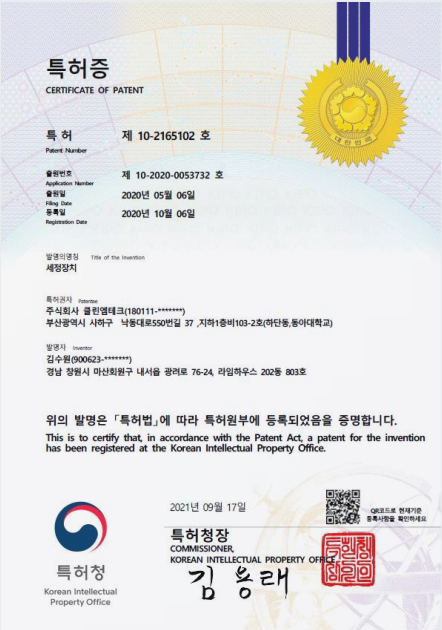 특허증
CERTIFICATE OF PATENT
특 허 제 10-2165102 호
Patent Number
출원번호 제 10-2020-0053732 호
Application Number
출원일 2020년 05월 06일
Filing Date
등록일 2020년 10월 06일
Registration Date
발명의명칭 Title of the Invention
세정장치
특허권자 Patentee
주식회사 클린엠테크(180111-*******)
부산광역시 사하구 낙동대로550번길 37 ,지하1층비103-2호(하단동,동아대학교)
발명자 Inventor
김수원(900623-*******)
경남 창원시 마산회원구 내서읍 광려로 76-24, 라임하우스 202동 803호
위의 발명은 「특허법」에 따라 특허원부에 등록되었음을 증명합니다.
This is to certify that, in accordance with the Patent Act, a patent for the invention
has been registered at the Korean Intellectual Property Office.
2021년 09월 17일
QR코드로 현재기준
등록사항을 확인하세요
특허청장
COMMISSIONER,
KOREAN INTELLECTUAL PROPERTY OFFICE
김용래
특허청
Korean Intellectual
Property Office
대한민국